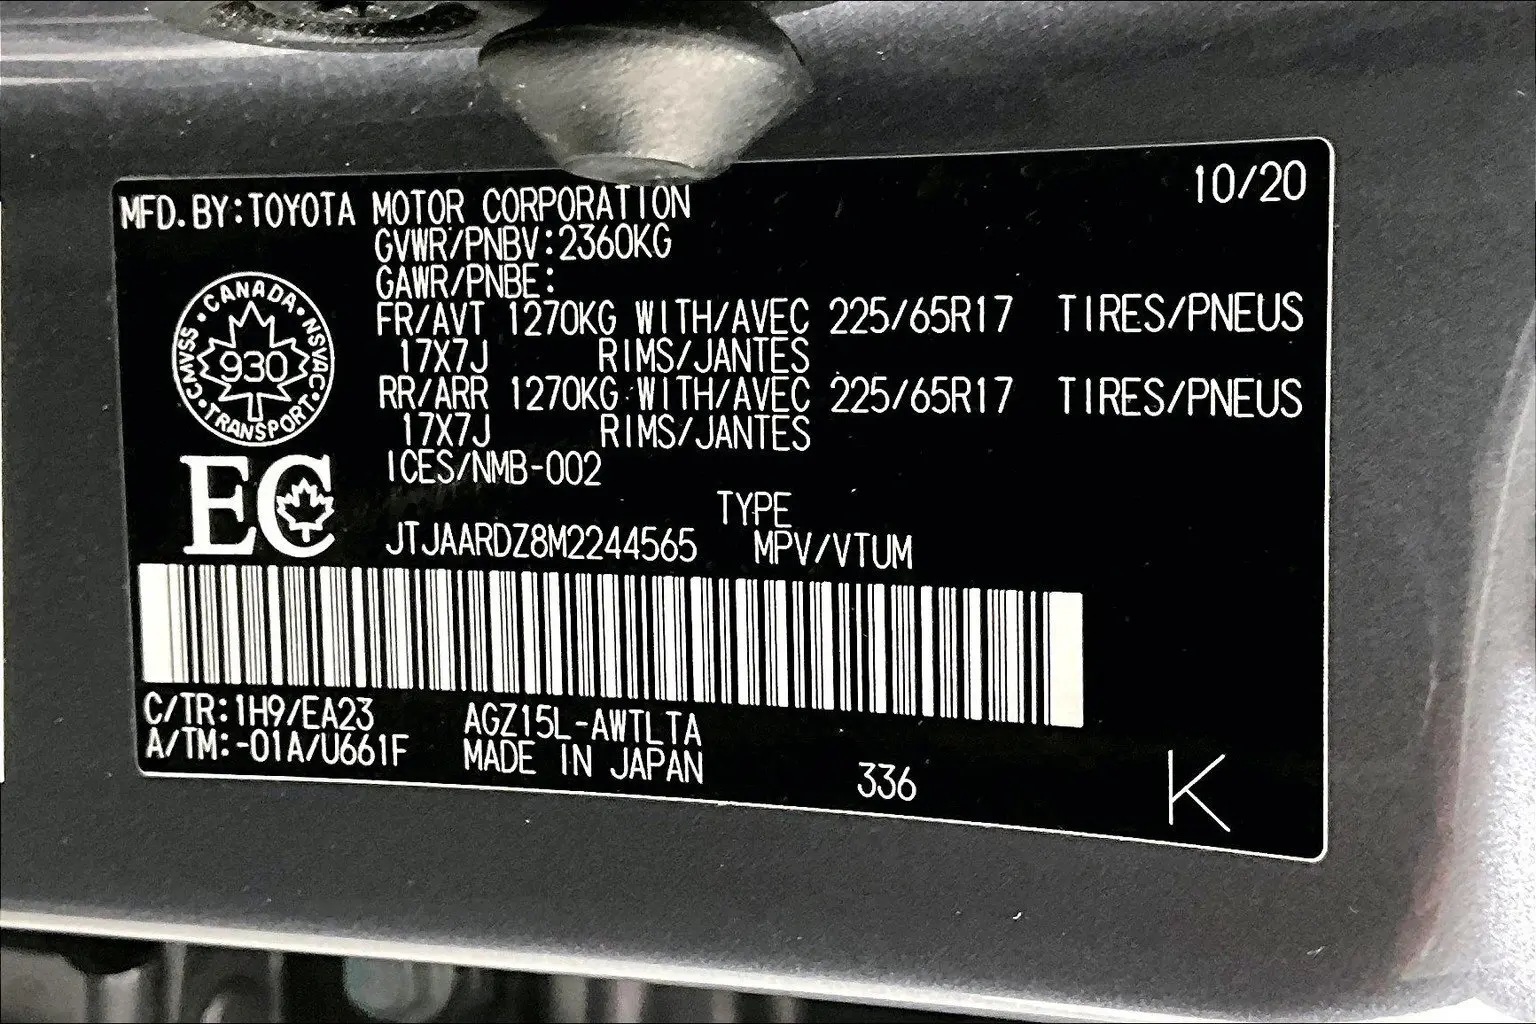 10/20
MFD.BY:TOYOTA MOTOR CORPORATION
GVWR/PNBV:2360KG
GAWR/PNBE:
FR/AVT 1270KG WITH/AVEC 225/65R17 TIRES/PNEUS
17X7J RIMS/JANTES
RR/ARR 1270KG WITH/AVEC 225/65R17 TIRES/PNEUS
17X7J RIMS/JANTES
ICES/NMB-002
CANADA · NSVAC · TRANSPORT · CMVSS ·
930
EC
TYPE
JTJAARDZ8M2244565 MPV/VTUM
C/TR:1H9/EA23 AGZ15L-AWTLTA
A/TM:-01A/U661F MADE IN JAPAN
336
K